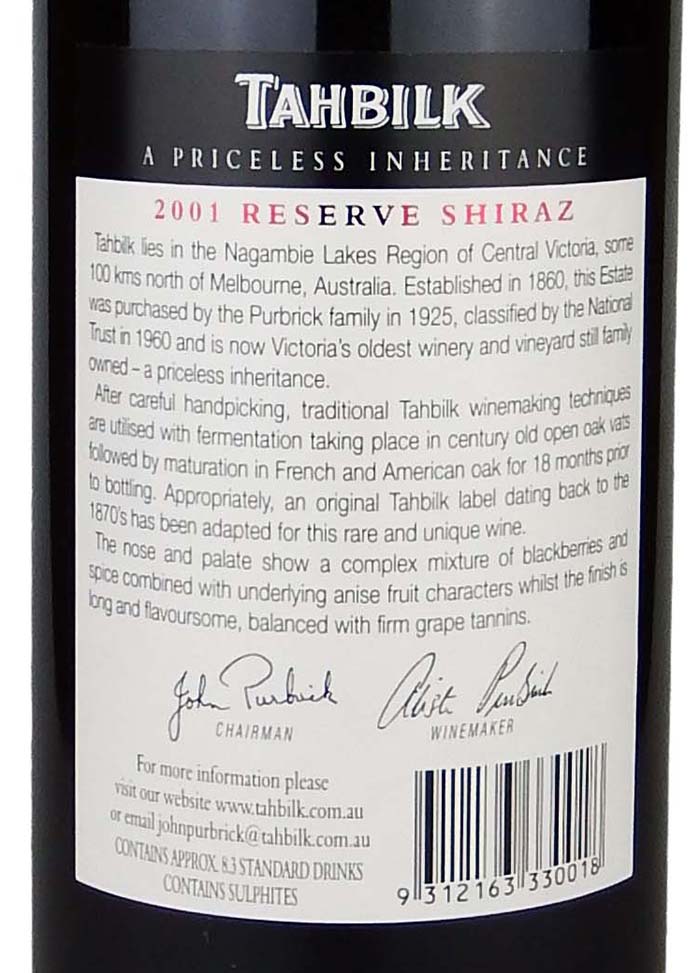 TAHBILK
A PRICELESS INHERITANCE
2001 RESERVE SHIRAZ
Tahbilk lies in the Nagambie Lakes Region of Central Victoria, some
100 kms north of Melbourne, Australia. Established in 1860, this Estate
was purchased by the Purbrick family in 1925, classified by the National
Trust in 1960 and is now Victoria's oldest winery and vineyard still family
owned – a priceless inheritance.
After careful handpicking, traditional Tahbilk winemaking techniques
are utilised with fermentation taking place in century old open oak vats
followed by maturation in French and American oak for 18 months prior
to bottling. Appropriately, an original Tahbilk label dating back to the
1870's has been adapted for this rare and unique wine.
The nose and palate show a complex mixture of blackberries and
spice combined with underlying anise fruit characters whilst the finish is
long and flavoursome, balanced with firm grape tannins.
John Purbrick Alister Purbrick
CHAIRMAN WINEMAKER
For more information please
visit our website www.tahbilk.com.au
or email johnpurbrick@tahbilk.com.au
CONTAINS APPROX. 8.3 STANDARD DRINKS
CONTAINS SULPHITES
9 312163 330018